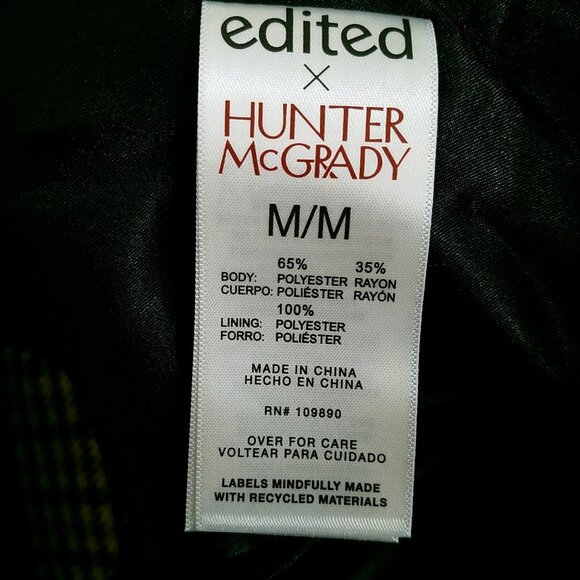 edited
×
HUNTER
McGRADY
M/M
65% 35%
BODY: POLYESTER RAYON
CUERPO: POLIÉSTER RAYÓN
100%
LINING: POLYESTER
FORRO: POLIÉSTER
MADE IN CHINA
HECHO EN CHINA
RN# 109890
OVER FOR CARE
VOLTEAR PARA CUIDADO
LABELS MINDFULLY MADE
WITH RECYCLED MATERIALS